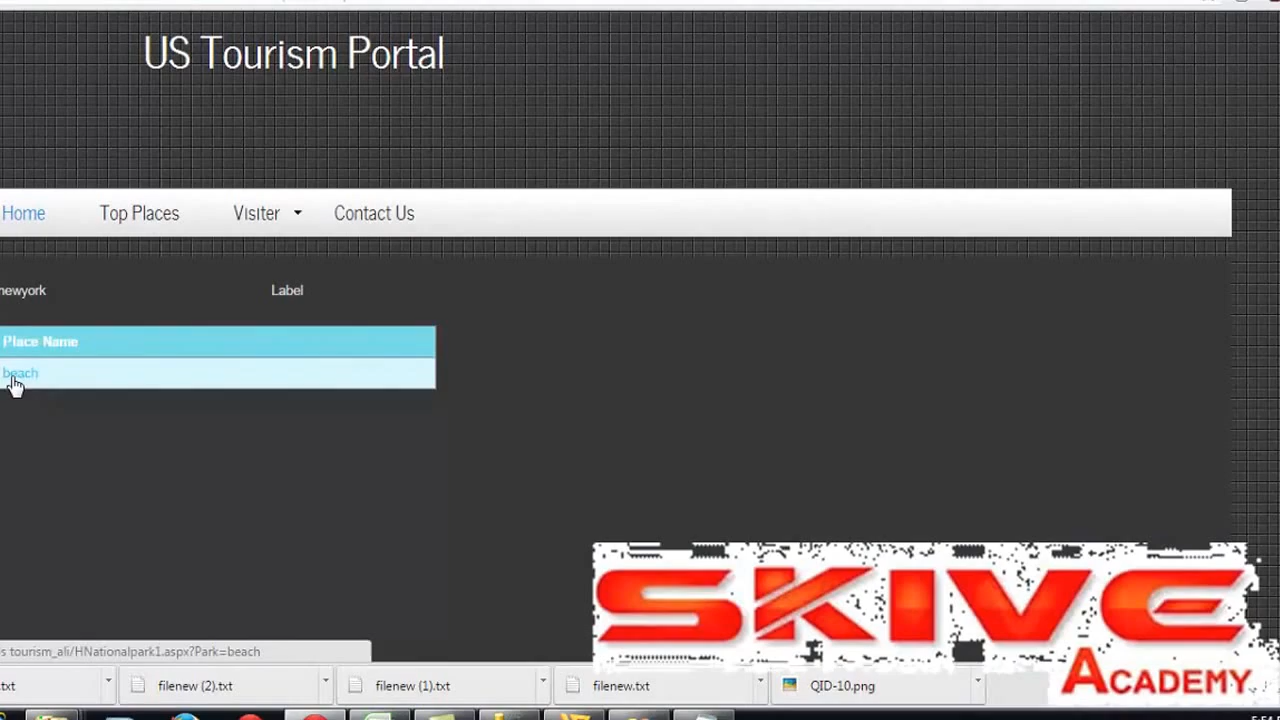 US Tourism Portal
Home Top Places Visiter Contact Us
newyork Label
Place Name
beach
s tourism_ali/HNationalpark1.aspx?Park=beach
.txt filenew (2).txt filenew (1).txt filenew.txt QID-10.png
SKIVE
ACADEMY